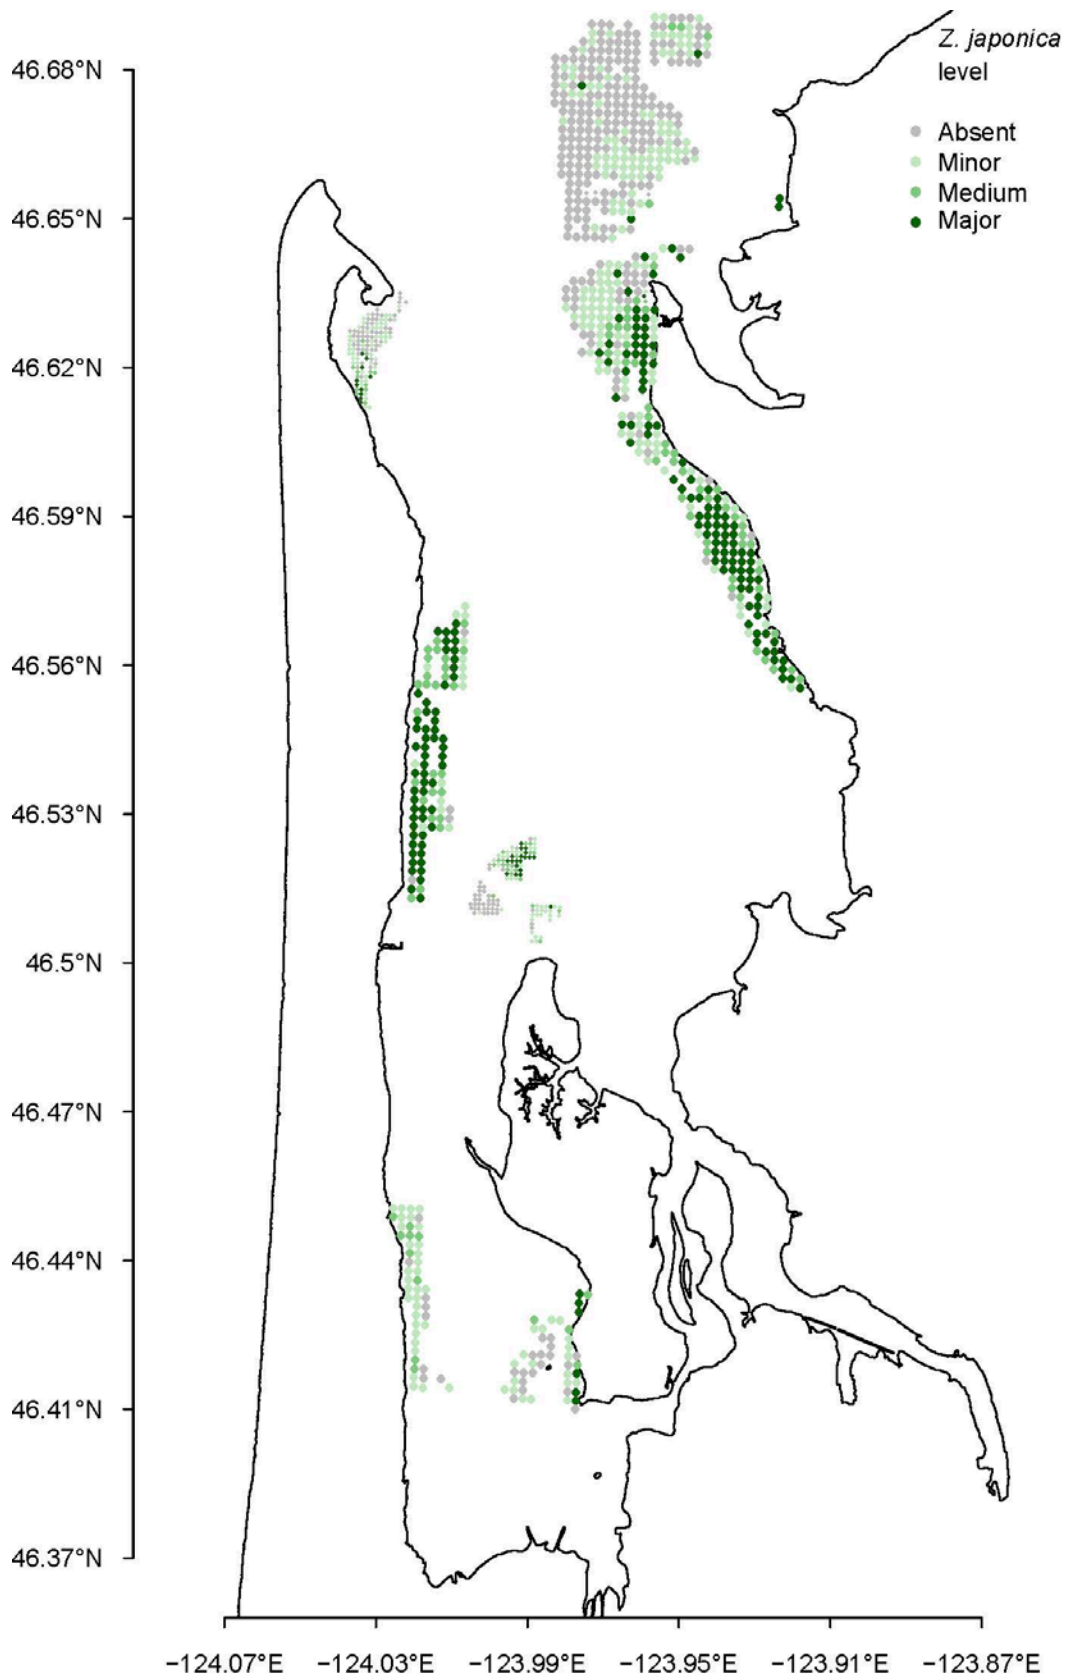 Z. japonica
level
Absent
Minor
Medium
Major
46.68°N
46.65°N
46.62°N
46.59°N
46.56°N
46.53°N
46.5°N
46.47°N
46.44°N
46.41°N
46.37°N
−124.07°E −124.03°E −123.99°E −123.95°E −123.91°E −123.87°E